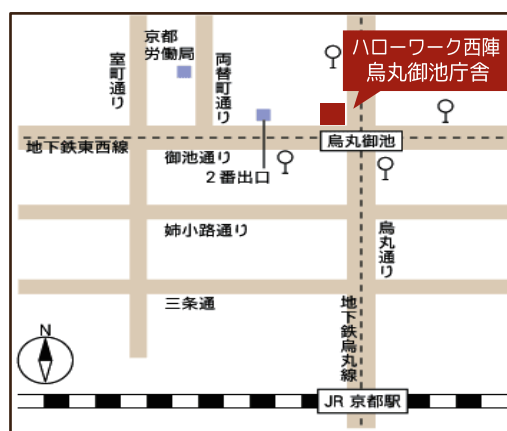 ハローワーク西陣
烏丸御池庁舎
京都
労働局
室町通り
両替町通り
地下鉄東西線
御池通り
烏丸御池
2番出口
姉小路通り
烏丸通り
三条通
地下鉄烏丸線
N
JR 京都駅